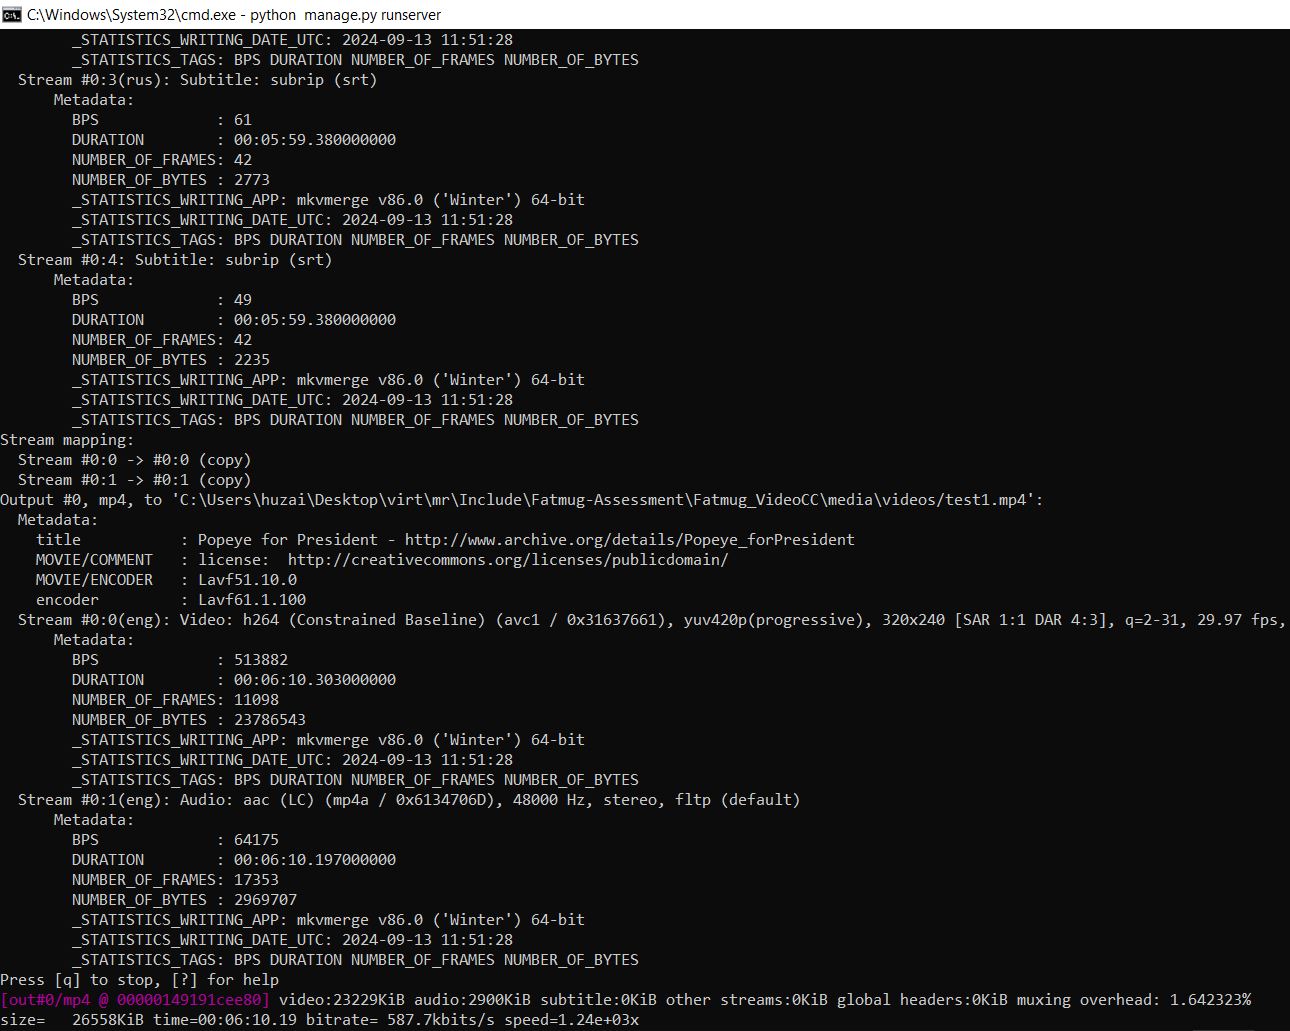 C:\Windows\System32\cmd.exe - python manage.py runserver
_STATISTICS_WRITING_DATE_UTC: 2024-09-13 11:51:28
_STATISTICS_TAGS: BPS DURATION NUMBER_OF_FRAMES NUMBER_OF_BYTES
Stream #0:3(rus): Subtitle: subrip (srt)
Metadata:
BPS : 61
DURATION : 00:05:59.380000000
NUMBER_OF_FRAMES: 42
NUMBER_OF_BYTES : 2773
_STATISTICS_WRITING_APP: mkvmerge v86.0 ('Winter') 64-bit
_STATISTICS_WRITING_DATE_UTC: 2024-09-13 11:51:28
_STATISTICS_TAGS: BPS DURATION NUMBER_OF_FRAMES NUMBER_OF_BYTES
Stream #0:4: Subtitle: subrip (srt)
Metadata:
BPS : 49
DURATION : 00:05:59.380000000
NUMBER_OF_FRAMES: 42
NUMBER_OF_BYTES : 2235
_STATISTICS_WRITING_APP: mkvmerge v86.0 ('Winter') 64-bit
_STATISTICS_WRITING_DATE_UTC: 2024-09-13 11:51:28
_STATISTICS_TAGS: BPS DURATION NUMBER_OF_FRAMES NUMBER_OF_BYTES
Stream mapping:
Stream #0:0 -> #0:0 (copy)
Stream #0:1 -> #0:1 (copy)
Output #0, mp4, to 'C:\Users\huzai\Desktop\virt\mr\Include\Fatmug-Assessment\Fatmug_VideoCC\media\videos/test1.mp4':
Metadata:
title : Popeye for President - http://www.archive.org/details/Popeye_forPresident
MOVIE/COMMENT : license: http://creativecommons.org/licenses/publicdomain/
MOVIE/ENCODER : Lavf51.10.0
encoder : Lavf61.1.100
Stream #0:0(eng): Video: h264 (Constrained Baseline) (avc1 / 0x31637661), yuv420p(progressive), 320x240 [SAR 1:1 DAR 4:3], q=2-31, 29.97 fps,
Metadata:
BPS : 513882
DURATION : 00:06:10.303000000
NUMBER_OF_FRAMES: 11098
NUMBER_OF_BYTES : 23786543
_STATISTICS_WRITING_APP: mkvmerge v86.0 ('Winter') 64-bit
_STATISTICS_WRITING_DATE_UTC: 2024-09-13 11:51:28
_STATISTICS_TAGS: BPS DURATION NUMBER_OF_FRAMES NUMBER_OF_BYTES
Stream #0:1(eng): Audio: aac (LC) (mp4a / 0x6134706D), 48000 Hz, stereo, fltp (default)
Metadata:
BPS : 64175
DURATION : 00:06:10.197000000
NUMBER_OF_FRAMES: 17353
NUMBER_OF_BYTES : 2969707
_STATISTICS_WRITING_APP: mkvmerge v86.0 ('Winter') 64-bit
_STATISTICS_WRITING_DATE_UTC: 2024-09-13 11:51:28
_STATISTICS_TAGS: BPS DURATION NUMBER_OF_FRAMES NUMBER_OF_BYTES
Press [q] to stop, [?] for help
[out#0/mp4 @ 00000149191cee80] video:23229KiB audio:2900KiB subtitle:0KiB other streams:0KiB global headers:0KiB muxing overhead: 1.642323%
size= 26558KiB time=00:06:10.19 bitrate= 587.7kbits/s speed=1.24e+03x